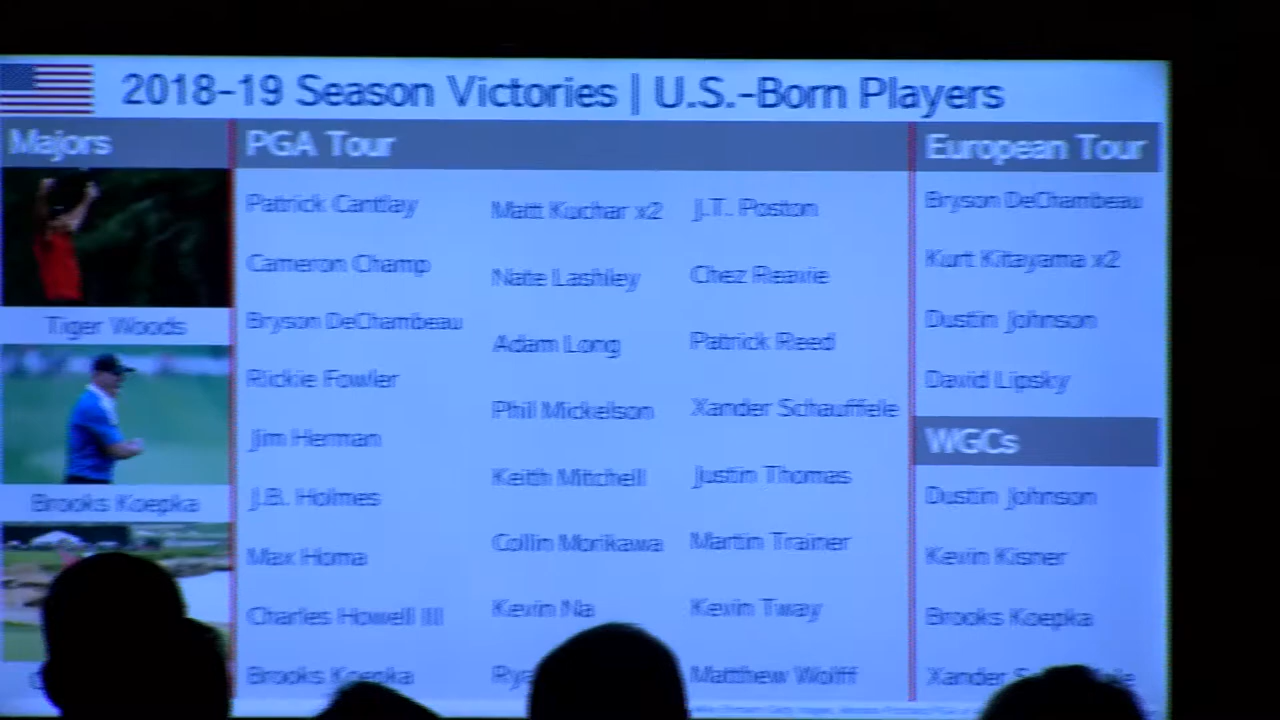 2018-19 Season Victories | U.S.-Born Players
Majors
Tiger Woods
Brooks Koepka
PGA Tour
Patrick Cantlay
Cameron Champ
Bryson DeChambeau
Rickie Fowler
Jim Herman
J.B. Holmes
Max Homa
Charles Howell III
Brooks Koepka
Matt Kuchar x2
Nate Lashley
Adam Long
Phil Mickelson
Keith Mitchell
Collin Morikawa
Kevin Na
Rya
J.T. Poston
Chez Reavie
Patrick Reed
Xander Schauffele
Justin Thomas
Martin Trainer
Kevin Tway
Matthew Wolff
European Tour
Bryson DeChambeau
Kurt Kitayama x2
Dustin Johnson
David Lipsky
WGCs
Dustin Johnson
Kevin Kisner
Brooks Koepka
Xander